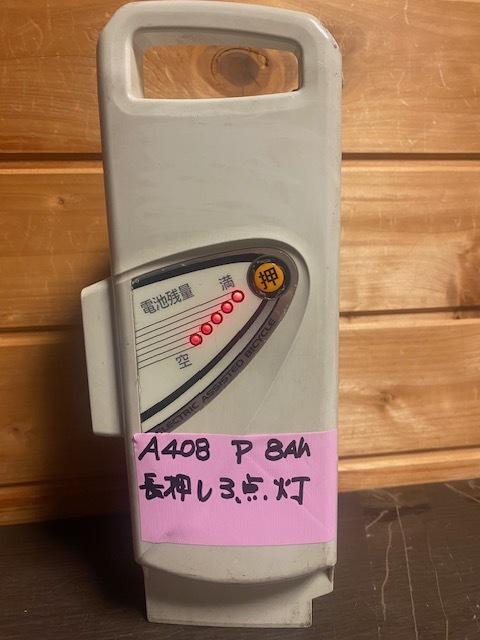 押
満
電池残量
空
ELECTRIC ASSISTED BICYCLE
A408 P 8Ah
長押し3、点、灯